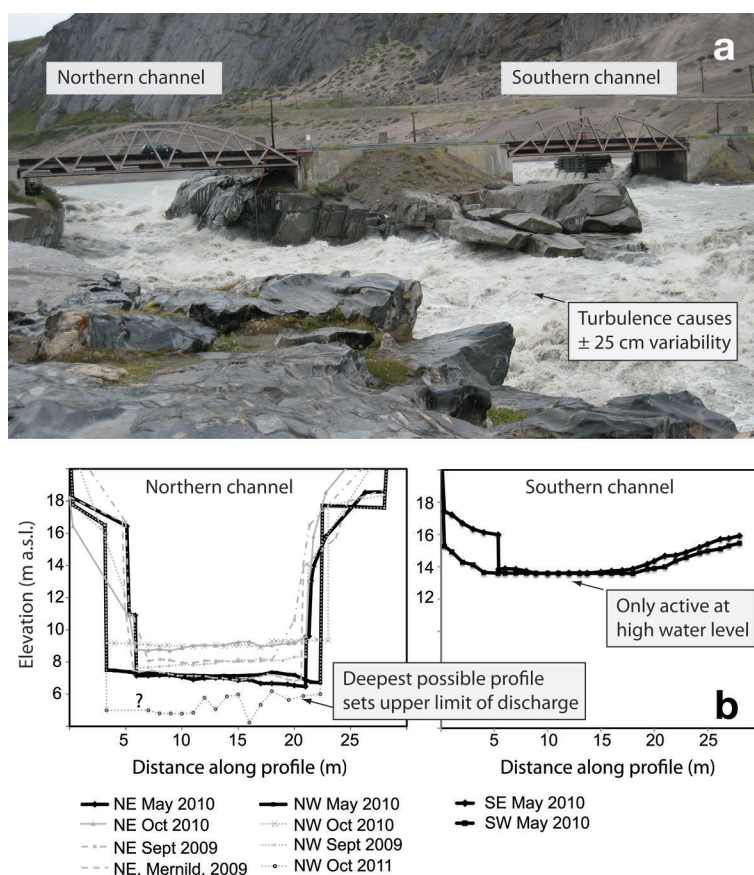 a
Northern channel
Southern channel
Turbulence causes
± 25 cm variability
Northern channel
Southern channel
Elevation (m a.s.l.)
18
16
14
12
10
8
6
18
16
14
12
?
Only active at
high water level
Deepest possible profile
sets upper limit of discharge
b
5 10 15 20 25
5 10 15 20 25
Distance along profile (m)
Distance along profile (m)
NE May 2010
NE Oct 2010
NE Sept 2009
NE, Mernild, 2009
NW May 2010
NW Oct 2010
NW Sept 2009
NW Oct 2011
SE May 2010
SW May 2010